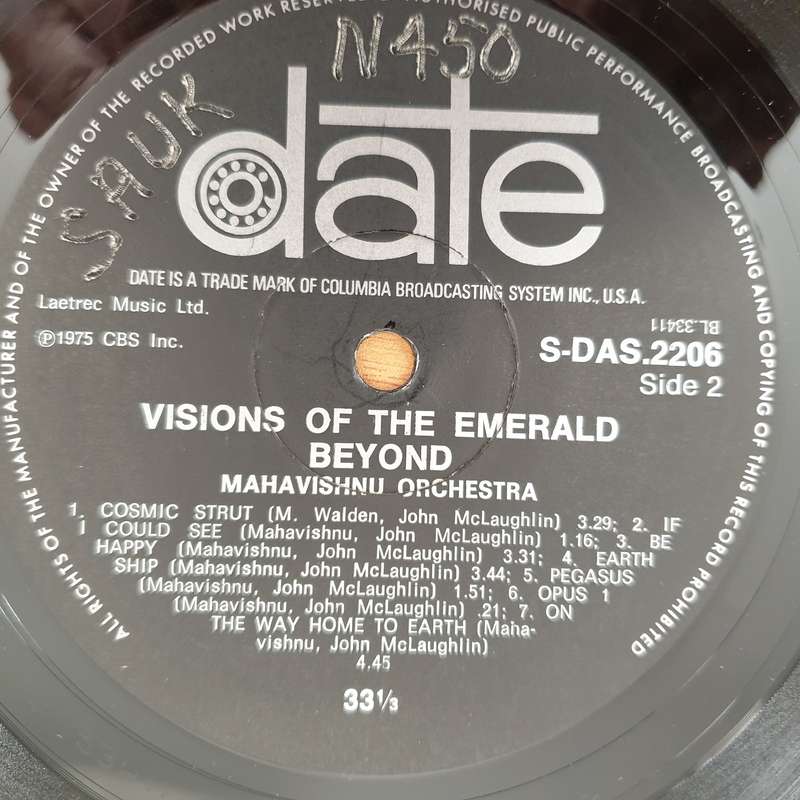 ALL RIGHTS OF THE MANUFACTURER AND OF THE OWNER OF THE RECORDED WORK RESERVED AUTHORISED PUBLIC PERFORMANCE BROADCASTING AND COPYING OF THIS RECORD PROHIBITED
N450
SAUK
date
DATE IS A TRADE MARK OF COLUMBIA BROADCASTING SYSTEM INC., U.S.A.
Laetrec Music Ltd.
BL.33411
℗1975 CBS Inc.
S-DAS.2206
Side 2
VISIONS OF THE EMERALD
BEYOND
MAHAVISHNU ORCHESTRA
1. COSMIC STRUT (M. Walden, John McLaughlin) 3.29; 2. IF
I COULD SEE (Mahavishnu, John McLaughlin) 1.16; 3. BE
HAPPY (Mahavishnu, John McLaughlin) 3.31; 4. EARTH
SHIP (Mahavishnu, John McLaughlin) 3.44; 5. PEGASUS
(Mahavishnu, John McLaughlin) 1.51; 6. OPUS 1
(Mahavishnu, John McLaughlin) .21; 7. ON
THE WAY HOME TO EARTH (Maha-
vishnu, John McLaughlin)
4.45
33⅓